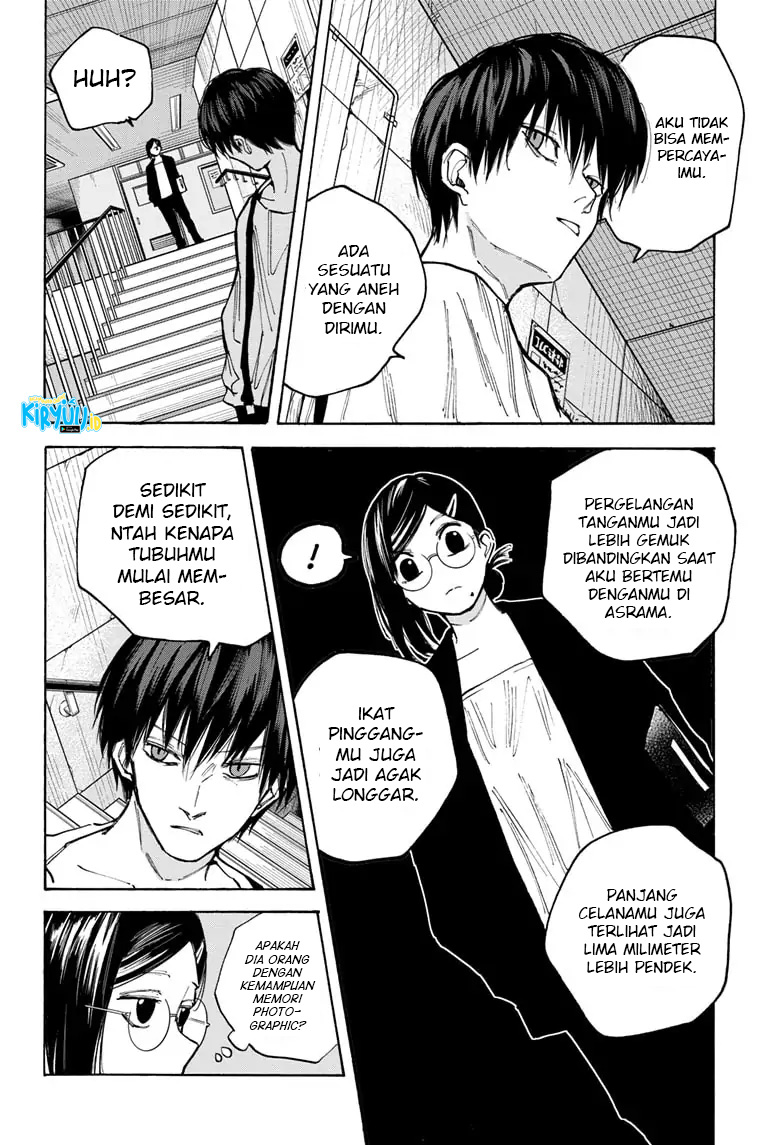 AKU TIDAK
BISA MEM-
PERCAYA-
IMU.
ADA
SESUATU
YANG ANEH
DENGAN
DIRIMU.
HUH?
PERGELANGAN
TANGANMU JADI
LEBIH GEMUK
DIBANDINGKAN SAAT
AKU BERTEMU
DENGANMU DI
ASRAMA.
!
IKAT
PINGGANG-
MU JUGA
JADI AGAK
LONGGAR.
PANJANG
CELANAMU JUGA
TERLIHAT JADI
LIMA MILIMETER
LEBIH PENDEK.
SEDIKIT
DEMI SEDIKIT,
NTAH KENAPA
TUBUHMU
MULAI MEM-
BESAR.
APAKAH
DIA ORANG
DENGAN
KEMAMPUAN
MEMORI
PHOTO-
GRAPHIC?
KIRYUU.ID